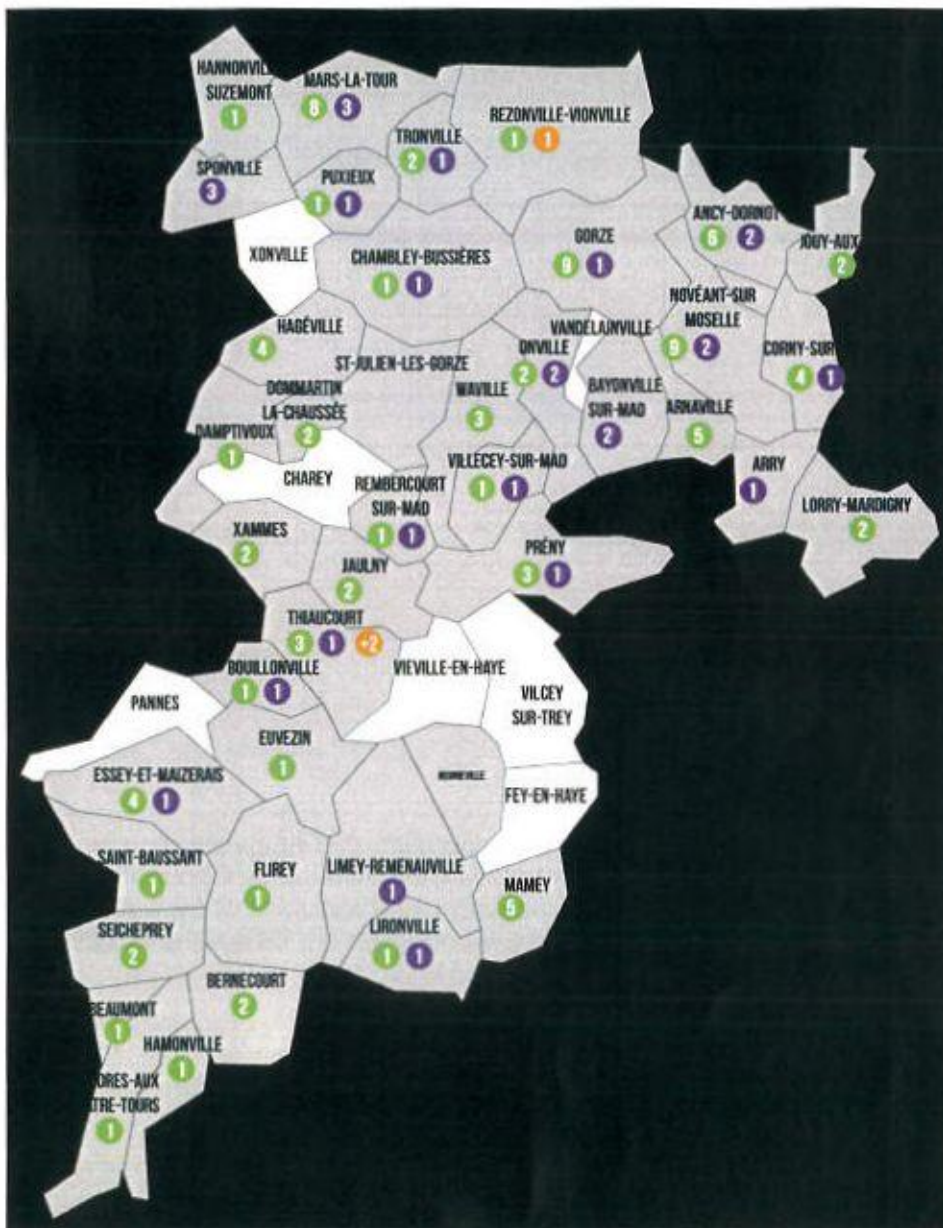 HANNONVILL
SUZEMONT
1
MARS-LA-TOUR
8 3
TRONVILLE
2 1
REZONVILLE-VIONVILLE
1 1
SPONVILLE
3
PUXIEUX
1 1
XONVILLE
CHAMBLEY-BUSSIÈRES
1 1
GORZE
9 1
ANCY-DORNOT
6 2
JOUY-AUX
2
HAGÉVILLE
4
ST-JULIEN-LES-GORZE
VANDELAINVILLE
ONVILLE
2 2
NOVÉANT-SUR
MOSELLE
9 2
CORNY-SUR
4 1
DOMMARTIN
LA-CHAUSSÉE
2
WAVILLE
3
BAYONVILLE
SUR-MAD
2
ARNAVILLE
5
DAMPTIVOUX
1
CHAREY
REMBERCOURT
SUR-MAD
1 1
VILLECEY-SUR-MAD
1 1
ARRY
1
LORRY-MARDIGNY
2
XAMMES
2
JAULNY
2
PRÉNY
3 1
THIAUCOURT
3 1 +2
BOUILLONVILLE
1 1
VIEVILLE-EN-HAYE
VILCEY
SUR-TREY
PANNES
EUVEZIN
1
ESSEY-ET-MAIZERAIS
4 1
FEY-EN-HAYE
SAINT-BAUSSANT
1
FLIREY
1
LIMEY-REMENAUVILLE
1
MAMEY
5
SEICHEPREY
2
LIRONVILLE
1 1
BERNECOURT
2
BEAUMONT
1
HAMONVILLE
1
ORES-AUX
TRE-TOURS
1